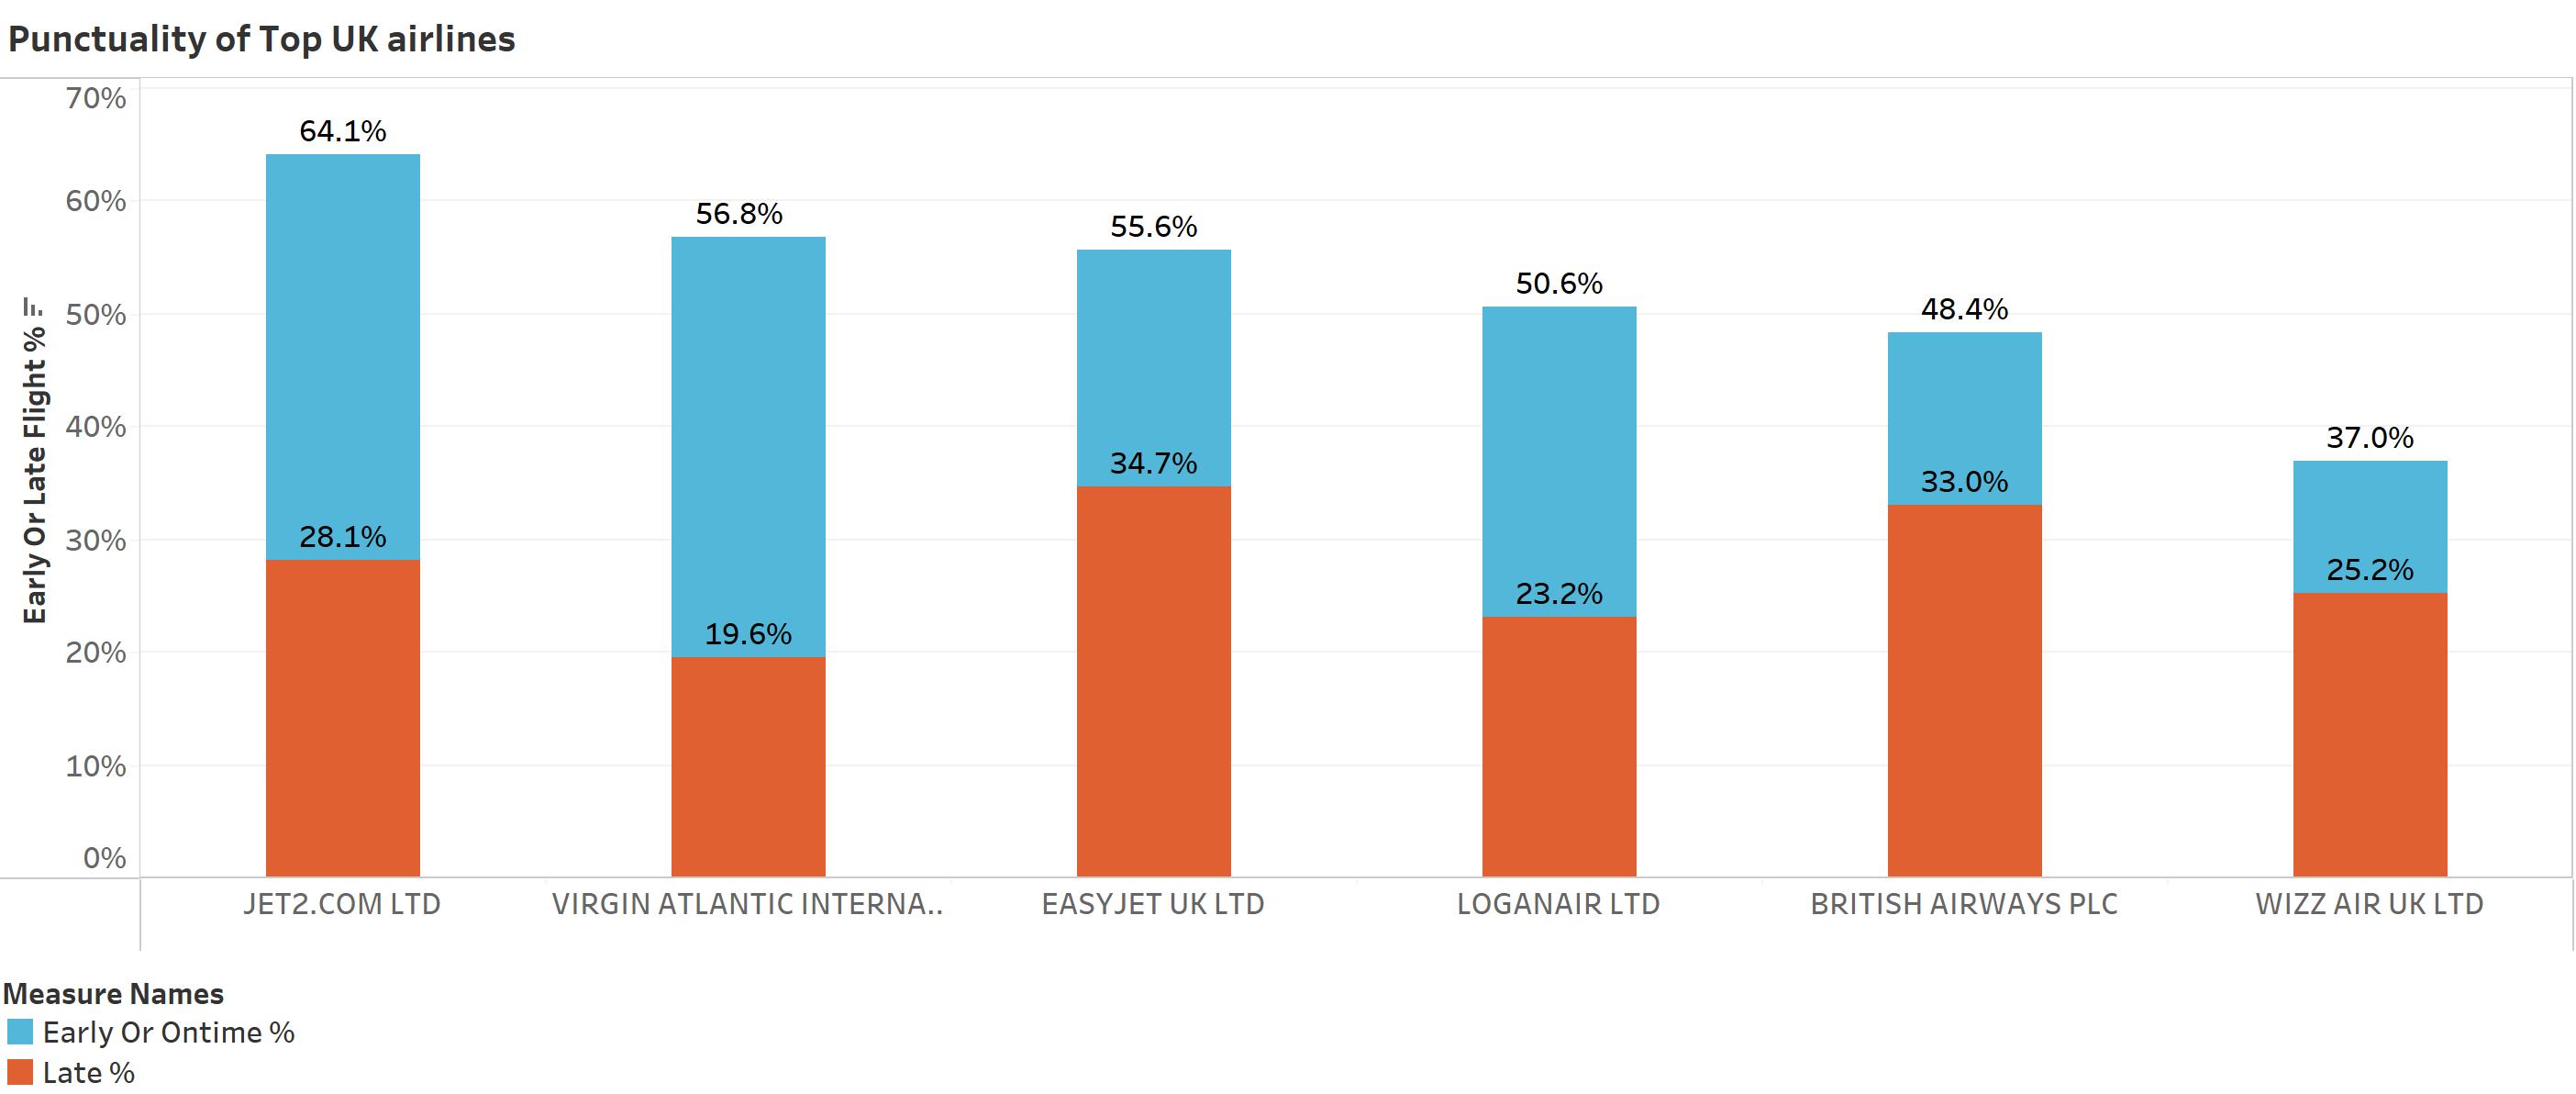 Punctuality of Top UK airlines
70%
60%
50%
40%
30%
20%
10%
0%
Early Or Late Flight %
64.1%
28.1%
56.8%
19.6%
55.6%
34.7%
50.6%
23.2%
48.4%
33.0%
37.0%
25.2%
JET2.COM LTD
VIRGIN ATLANTIC INTERNA..
EASYJET UK LTD
LOGANAIR LTD
BRITISH AIRWAYS PLC
WIZZ AIR UK LTD
Measure Names
Early Or Ontime %
Late %